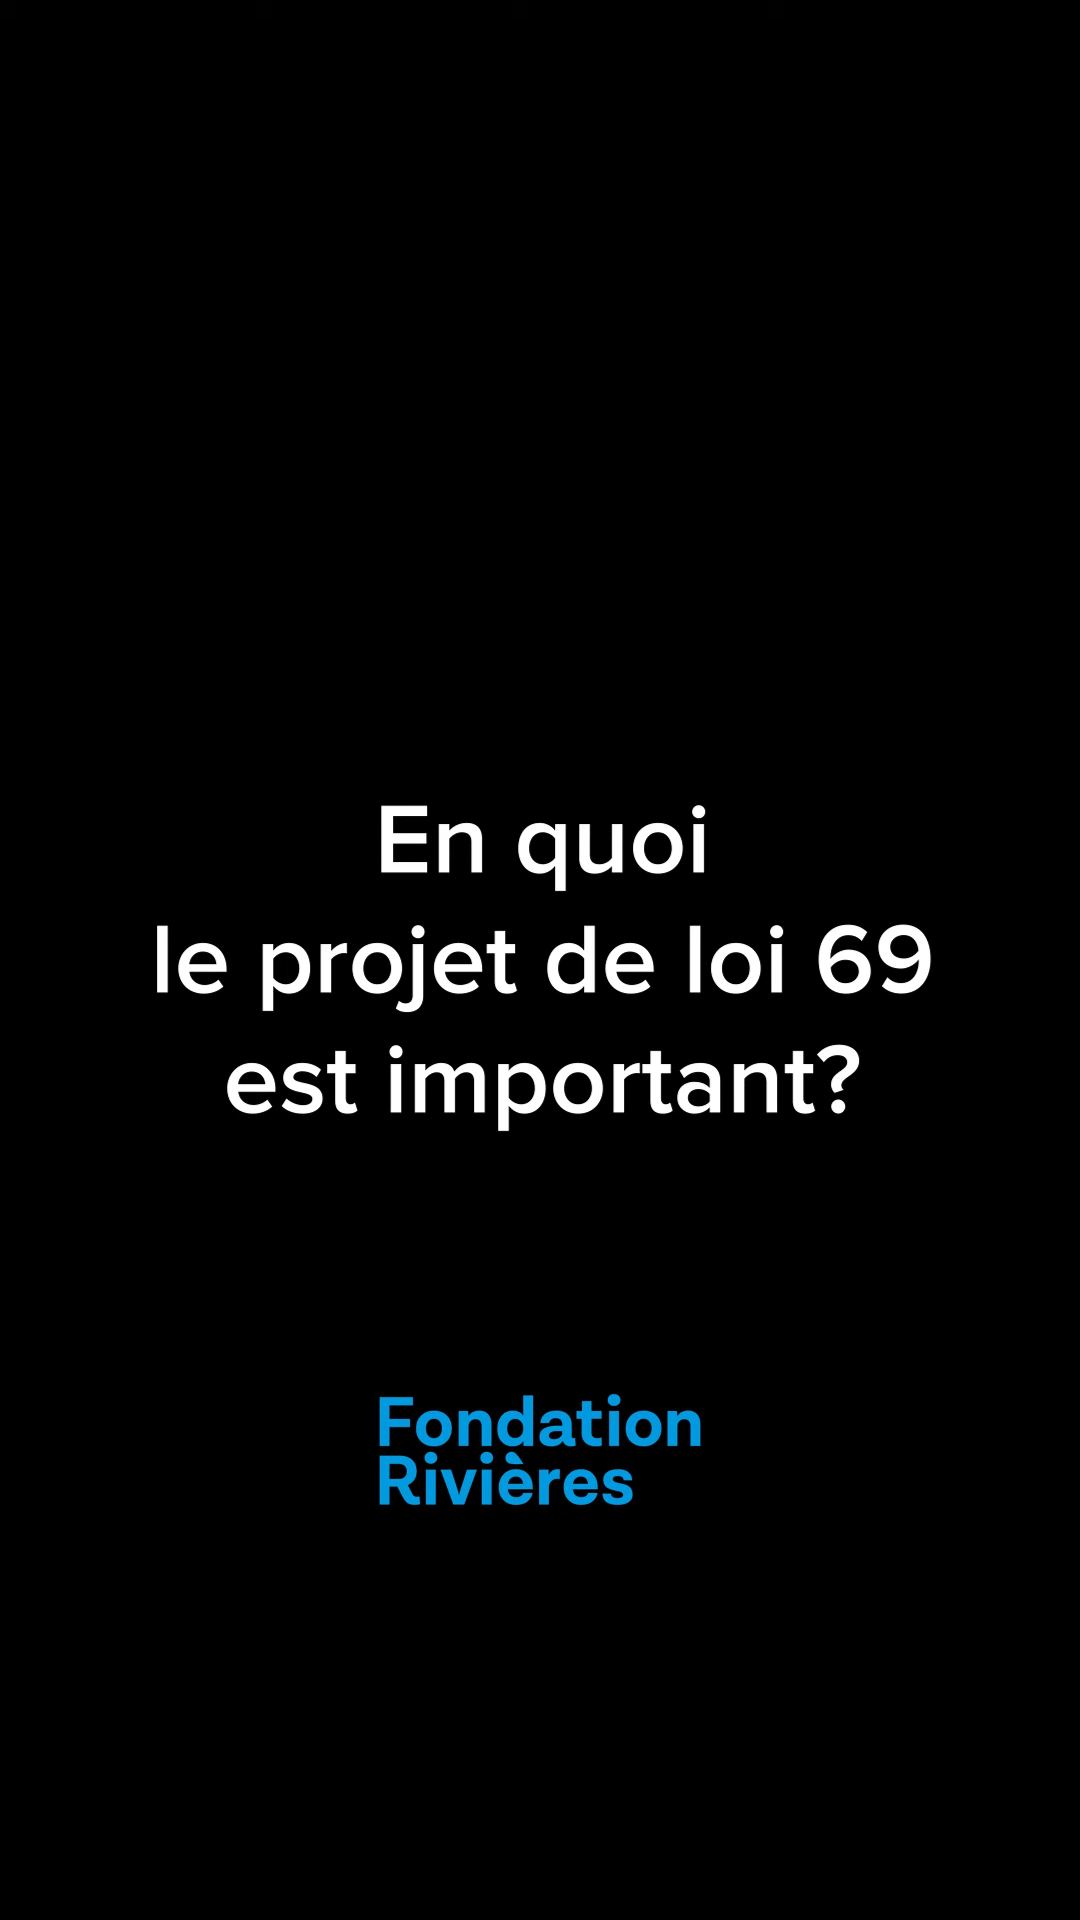 En quoi
le projet de loi 69
est important?
Fondation
Rivières